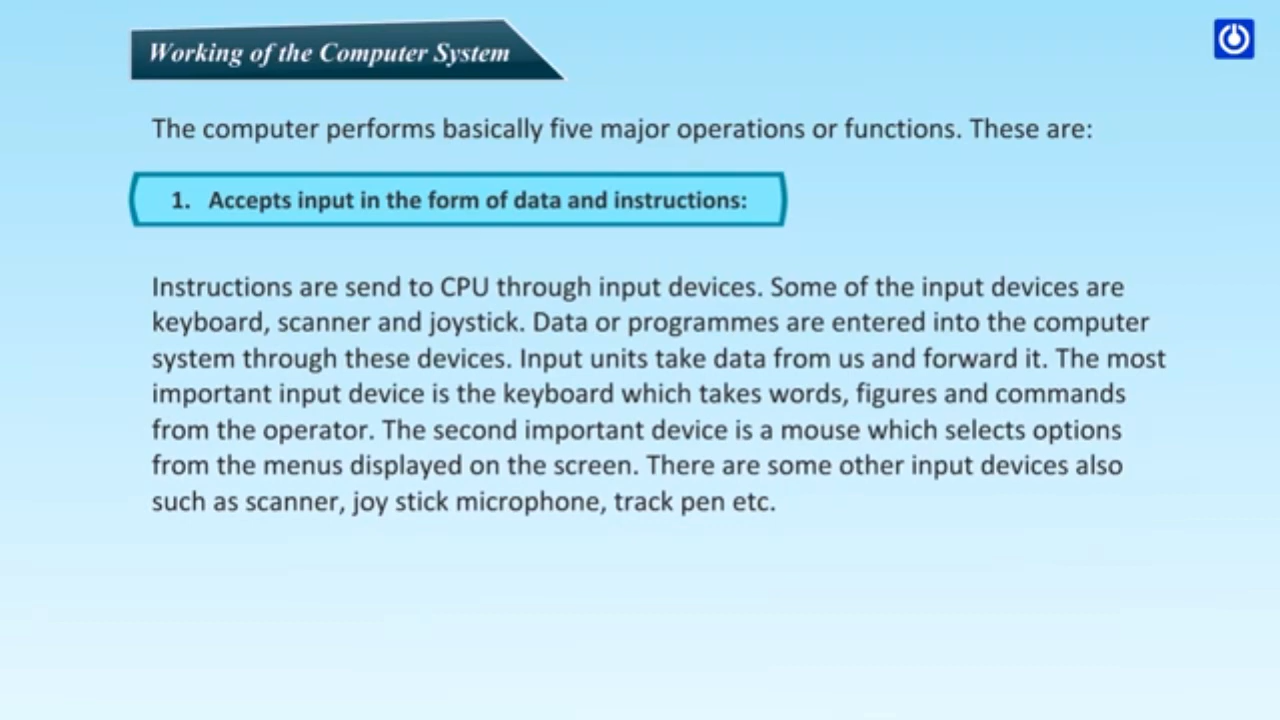 Working of the Computer System
The computer performs basically five major operations or functions. These are:
1. Accepts input in the form of data and instructions:
Instructions are send to CPU through input devices. Some of the input devices are
keyboard, scanner and joystick. Data or programmes are entered into the computer
system through these devices. Input units take data from us and forward it. The most
important input device is the keyboard which takes words, figures and commands
from the operator. The second important device is a mouse which selects options
from the menus displayed on the screen. There are some other input devices also
such as scanner, joy stick microphone, track pen etc.